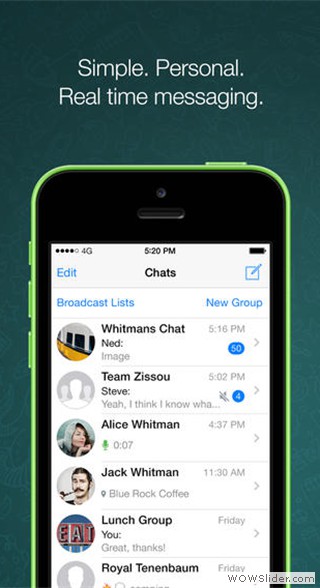 Simple. Personal.
Real time messaging.
4G 5:20 PM
Edit Chats
Broadcast Lists New Group
Whitmans Chat 5:16 PM
Ned:
Image 50
Team Zissou 5:02 PM
Steve:
Yeah, I think I know wha... 4
Alice Whitman 4:37 PM
0:07
Jack Whitman 11:30 AM
Blue Rock Coffee
EAT
Lunch Group Friday
You:
Great, thanks!
Royal Tenenbaum Friday
WOWSlider.com